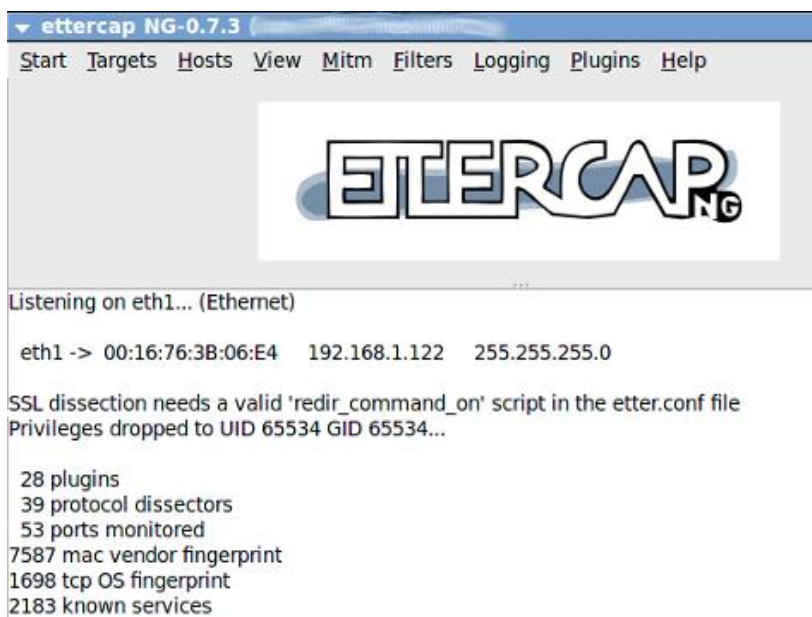 ettercap NG-0.7.3 (
Start Targets Hosts View Mitm Filters Logging Plugins Help
ETTERCAP
NG
Listening on eth1... (Ethernet)
eth1 -> 00:16:76:3B:06:E4 192.168.1.122 255.255.255.0
SSL dissection needs a valid 'redir_command_on' script in the etter.conf file
Privileges dropped to UID 65534 GID 65534...
28 plugins
39 protocol dissectors
53 ports monitored
7587 mac vendor fingerprint
1698 tcp OS fingerprint
2183 known services